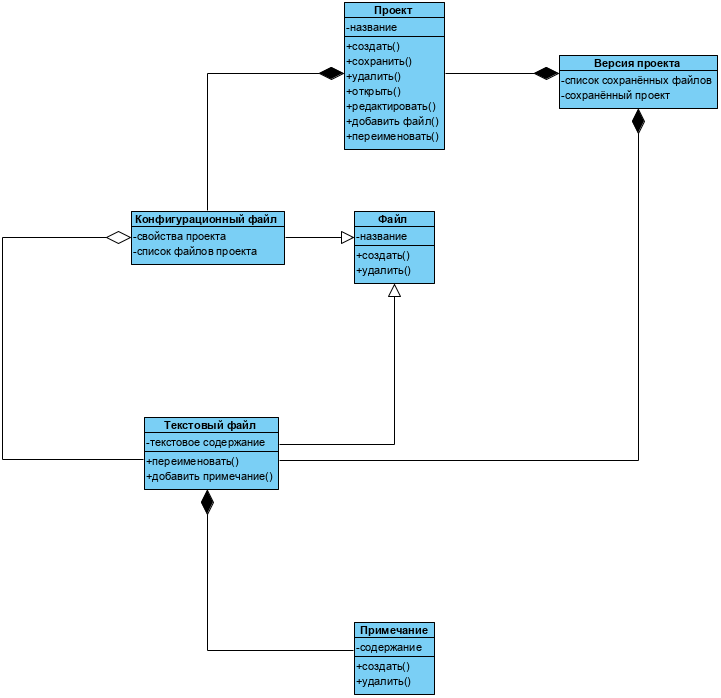 Проект
-название
+создать()
+сохранить()
+удалить()
+открыть()
+редактировать()
+добавить файл()
+переименовать()
Версия проекта
-список сохранённых файлов
-сохранённый проект
Конфигурационный файл
-свойства проекта
-список файлов проекта
Файл
-название
+создать()
+удалить()
Текстовый файл
-текстовое содержание
+переименовать()
+добавить примечание()
Примечание
-содержание
+создать()
+удалить()